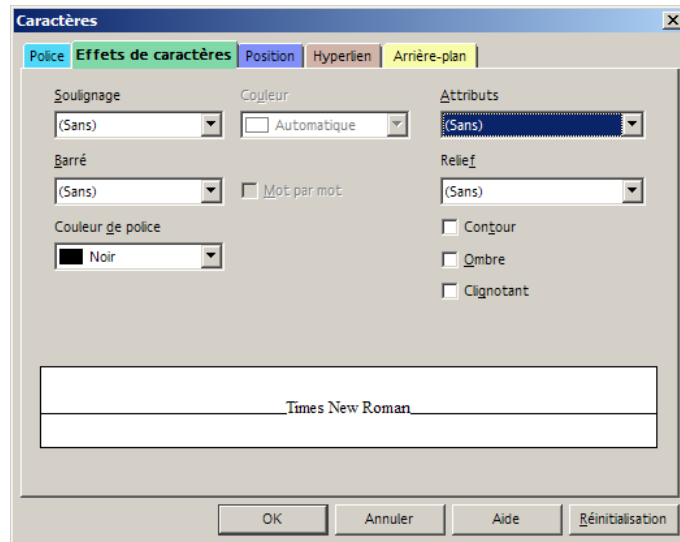 Caractères
Police Effets de caractères Position Hyperlien Arrière-plan
Soulignage Couleur Attributs
(Sans) Automatique (Sans)
Barré Relief
(Sans) Mot par mot (Sans)
Couleur de police Contour
Noir Ombre
Clignotant
Times New Roman
OK Annuler Aide Réinitialisation